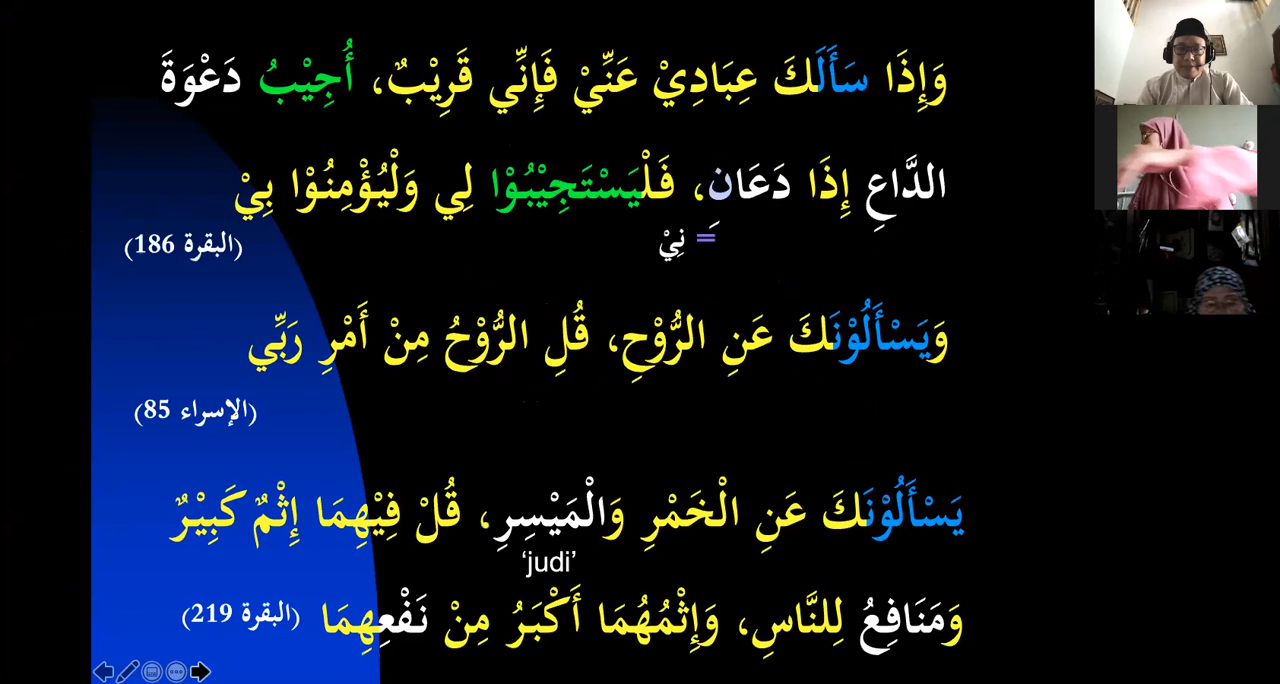 وَإِذَا سَأَلَكَ عِبَادِيْ عَنِّيْ فَإِنِّي قَرِيْبٌ، أُجِيْبُ دَعْوَةَ
الدَّاعِ إِذَا دَعَانِ، فَلْيَسْتَجِيْبُوْا لِي وَلْيُؤْمِنُوْا بِيْ
= نِيْ
(البقرة 186)
وَيَسْأَلُوْنَكَ عَنِ الرُّوْحِ، قُلِ الرُّوْحُ مِنْ أَمْرِ رَبِّي
(الإسراء 85)
يَسْأَلُوْنَكَ عَنِ الْخَمْرِ وَالْمَيْسِرِ، قُلْ فِيْهِمَا إِثْمٌ كَبِيْرٌ
‘judi’
وَمَنَافِعُ لِلنَّاسِ، وَإِثْمُهُمَا أَكْبَرُ مِنْ نَفْعِهِمَا (البقرة 219)